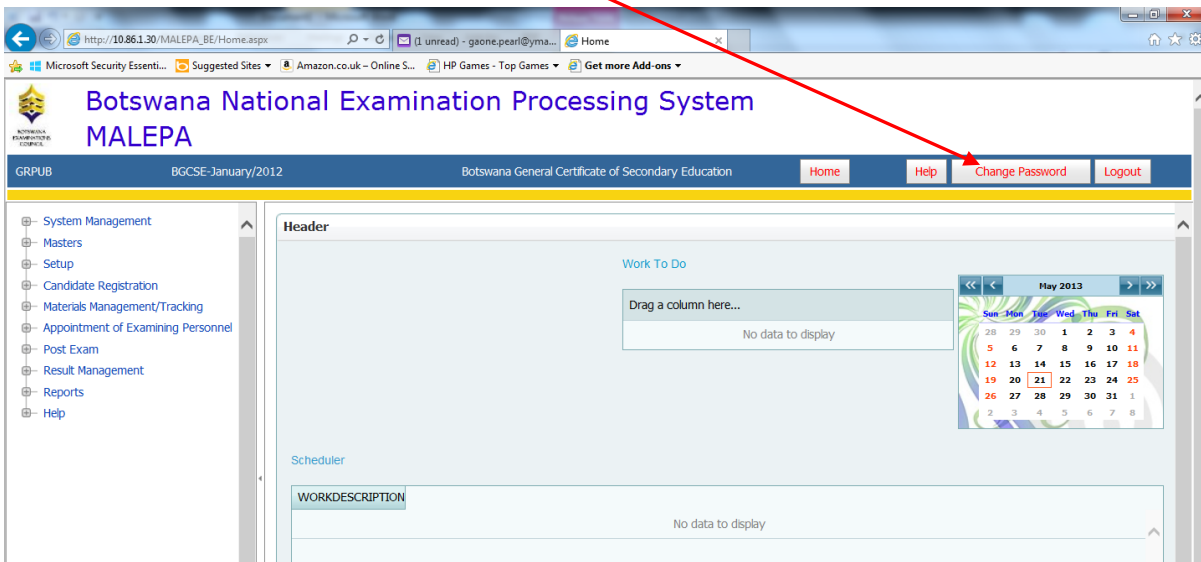 http://10.86.1.30/MALEPA_BE/Home.aspx
(1 unread) - gaone.pearl@yma...
Home
Microsoft Security Essenti...
Suggested Sites
Amazon.co.uk – Online S...
HP Games - Top Games
Get more Add-ons
BOTSWANA
EXAMINATIONS
COUNCIL
Botswana National Examination Processing System
MALEPA
GRPUB
BGCSE-January/2012
Botswana General Certificate of Secondary Education
Home
Help
Change Password
Logout
System Management
Masters
Setup
Candidate Registration
Materials Management/Tracking
Appointment of Examining Personnel
Post Exam
Result Management
Reports
Help
Header
Work To Do
Drag a column here...
No data to display
May 2013
Sun Mon Tue Wed Thu Fri Sat
28 29 30 1 2 3 4
5 6 7 8 9 10 11
12 13 14 15 16 17 18
19 20 21 22 23 24 25
26 27 28 29 30 31 1
2 3 4 5 6 7 8
Scheduler
WORKDESCRIPTION
No data to display